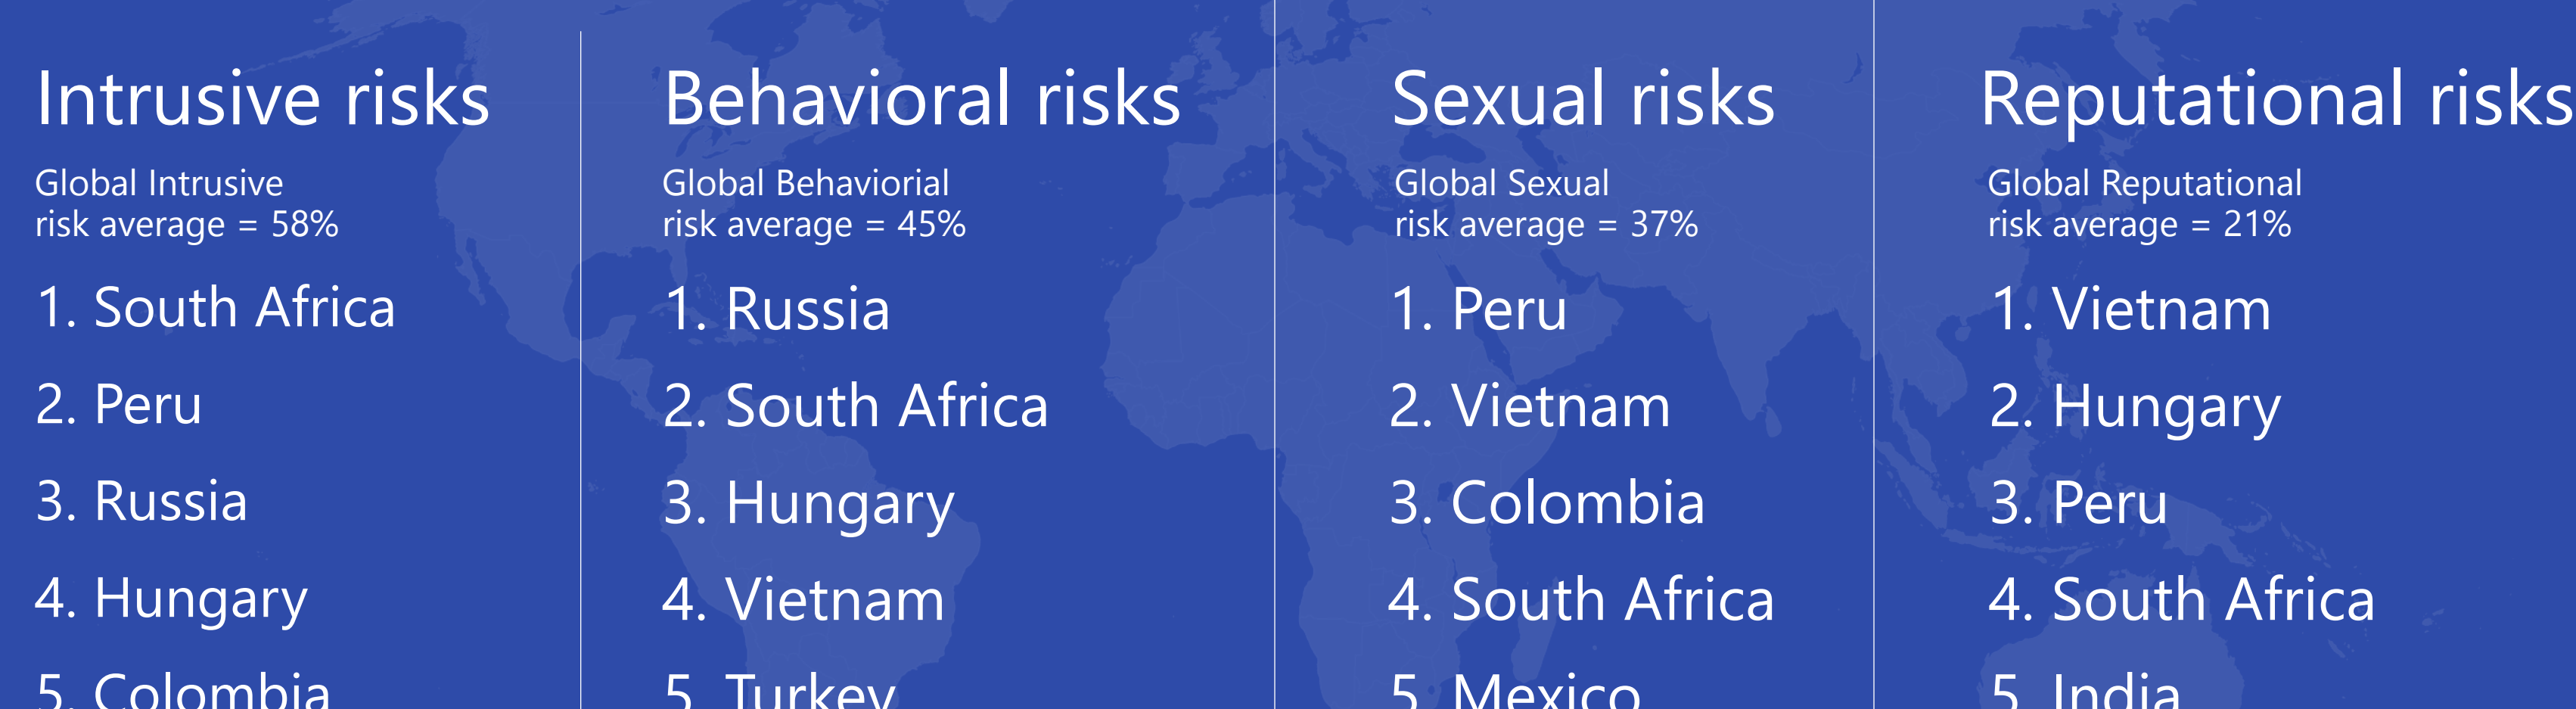 Intrusive risks
Global Intrusive
risk average = 58%
1. South Africa
2. Peru
3. Russia
4. Hungary
5. Colombia
Behavioral risks
Global Behaviorial
risk average = 45%
1. Russia
2. South Africa
3. Hungary
4. Vietnam
5. Turkey
Sexual risks
Global Sexual
risk average = 37%
1. Peru
2. Vietnam
3. Colombia
4. South Africa
5. Mexico
Reputational risks
Global Reputational
risk average = 21%
1. Vietnam
2. Hungary
3. Peru
4. South Africa
5. India